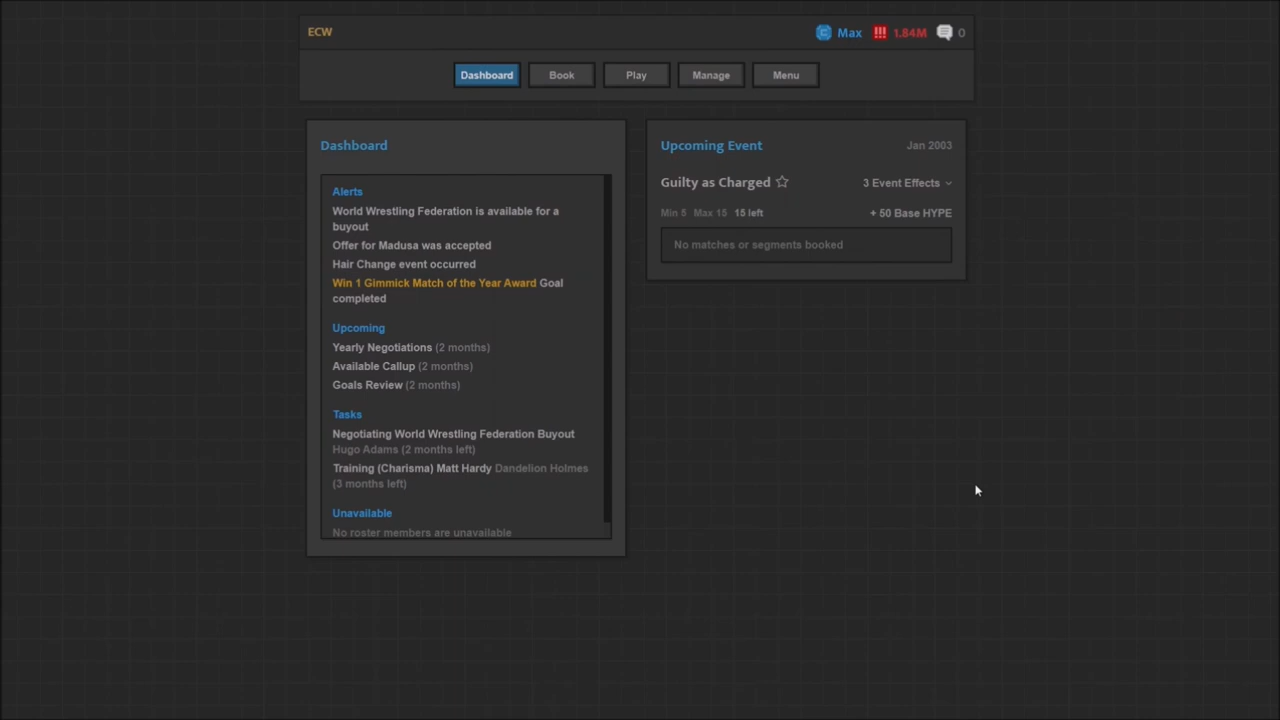 ECW
Max 1.84M 0
Dashboard Book Play Manage Menu
Dashboard
Alerts
World Wrestling Federation is available for a
buyout
Offer for Madusa was accepted
Hair Change event occurred
Win 1 Gimmick Match of the Year Award Goal
completed
Upcoming
Yearly Negotiations (2 months)
Available Callup (2 months)
Goals Review (2 months)
Tasks
Negotiating World Wrestling Federation Buyout
Hugo Adams (2 months left)
Training (Charisma) Matt Hardy Dandelion Holmes
(3 months left)
Unavailable
No roster members are unavailable
Upcoming Event Jan 2003
Guilty as Charged 3 Event Effects
Min 5 Max 15 15 left + 50 Base HYPE
No matches or segments booked